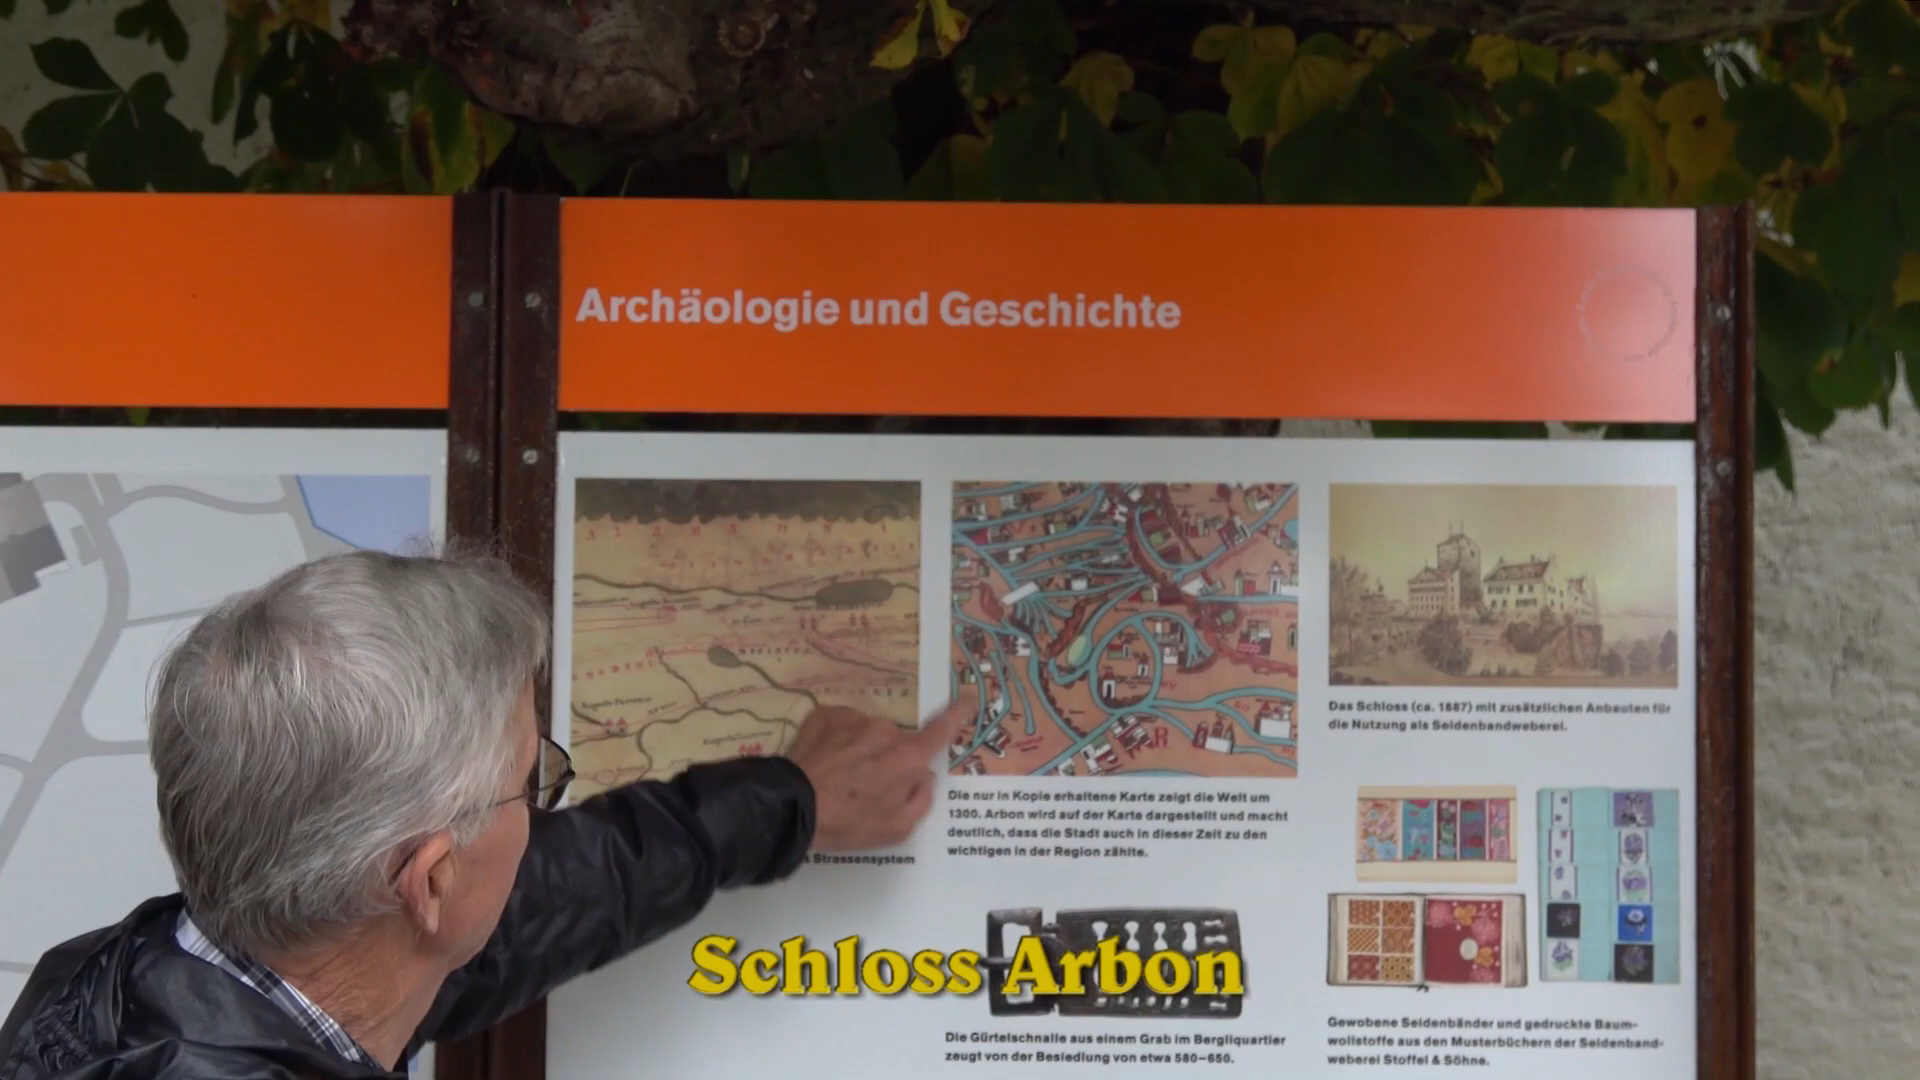 Archäologie und Geschichte
Das Schloss (ca. 1887) mit zusätzlichen Anbauten für
die Nutzung als Seidenbandweberei.
Die nur in Kopie erhaltene Karte zeigt die Welt um
1300. Arbon wird auf der Karte dargestellt und macht
deutlich, dass die Stadt auch in dieser Zeit zu den
wichtigen in der Region zählte.
Strassensystem
Schloss Arbon
Die Gürtelschnalle aus einem Grab im Bergliquartier
zeugt von der Besiedlung von etwa 580–650.
Gewobene Seidenbänder und gedruckte Baum-
wollstoffe aus den Musterbüchern der Seidenband-
weberei Stoffel & Söhne.